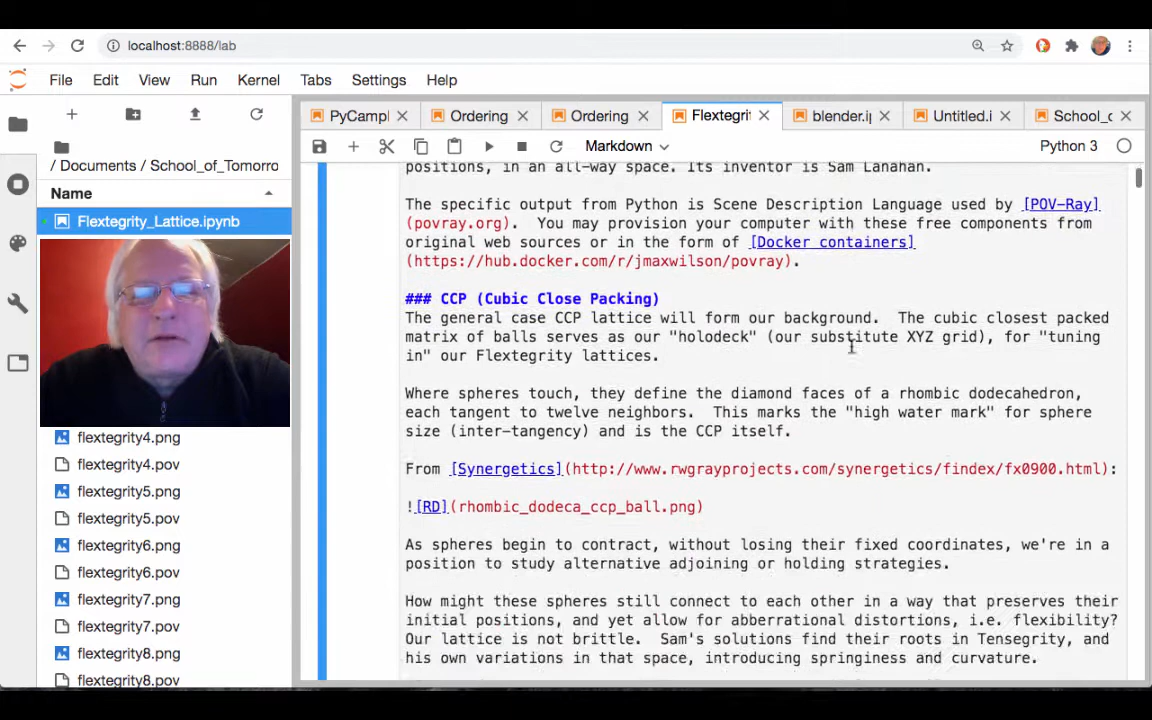 localhost:8888/lab
File Edit View Run Kernel Tabs Settings Help
PyCampl
Ordering
Ordering
Flextegrit
blender.ip
Untitled.i
School_c
Markdown
Python 3
/ Documents / School_of_Tomorro
Name
Flextegrity_Lattice.ipynb
flextegrity4.png
flextegrity4.pov
flextegrity5.png
flextegrity5.pov
flextegrity6.png
flextegrity6.pov
flextegrity7.png
flextegrity7.pov
flextegrity8.png
flextegrity8.pov
positions, in an all-way space. Its inventor is Sam Lanahan.
The specific output from Python is Scene Description Language used by [POV-Ray]
(povray.org).  You may provision your computer with these free components from
original web sources or in the form of [Docker containers]
(https://hub.docker.com/r/jmaxwilson/povray).
### CCP (Cubic Close Packing)
The general case CCP lattice will form our background.  The cubic closest packed
matrix of balls serves as our "holodeck" (our substitute XYZ grid), for "tuning
in" our Flextegrity lattices.
Where spheres touch, they define the diamond faces of a rhombic dodecahedron,
each tangent to twelve neighbors.  This marks the "high water mark" for sphere
size (inter-tangency) and is the CCP itself.
From [Synergetics](http://www.rwgrayprojects.com/synergetics/findex/fx0900.html):
![RD](rhombic_dodeca_ccp_ball.png)
As spheres begin to contract, without losing their fixed coordinates, we're in a
position to study alternative adjoining or holding strategies.
How might these spheres still connect to each other in a way that preserves their
initial positions, and yet allow for abberrational distortions, i.e. flexibility?
Our lattice is not brittle.  Sam's solutions find their roots in Tensegrity, and
his own variations in that space, introducing springiness and curvature.